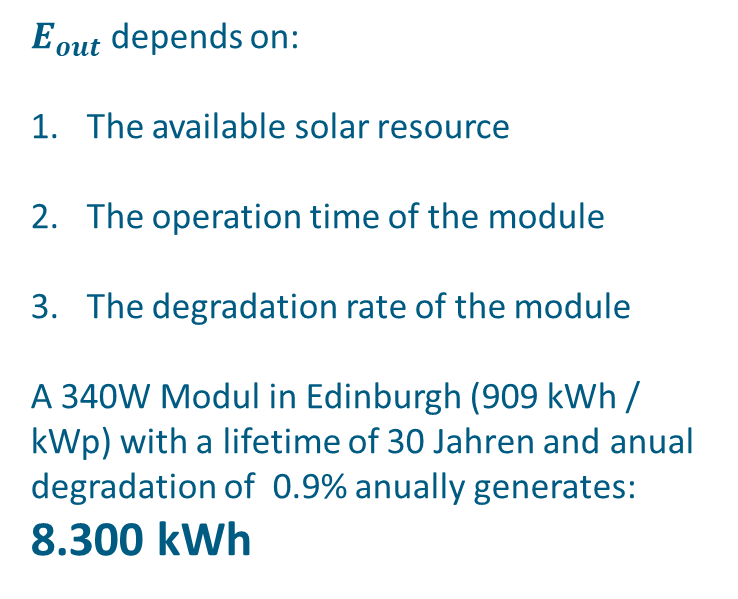 E out depends on:
1. The available solar resource
2. The operation time of the module
3. The degradation rate of the module
A 340W Modul in Edinburgh (909 kWh /
kWp) with a lifetime of 30 Jahren and anual
degradation of 0.9% anually generates:
8.300 kWh